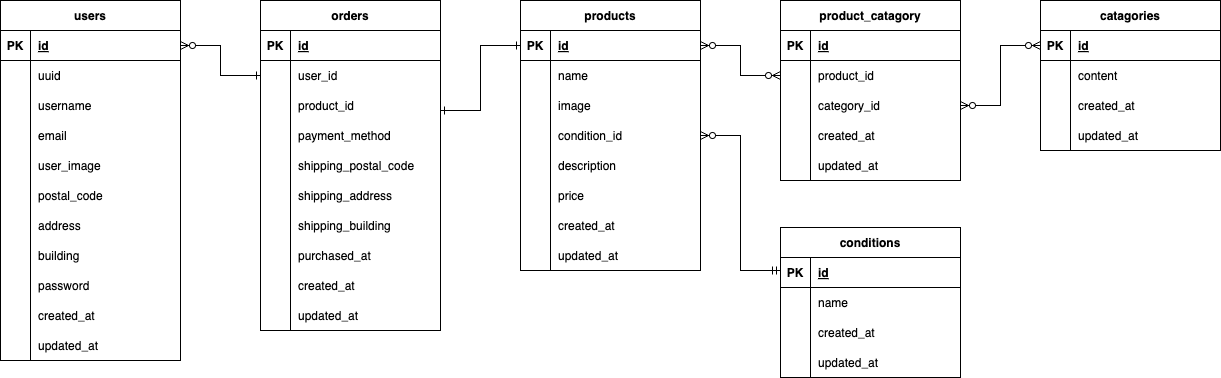 users
PK id
uuid
username
email
user_image
postal_code
address
building
password
created_at
updated_at
orders
PK id
user_id
product_id
payment_method
shipping_postal_code
shipping_address
shipping_building
purchased_at
created_at
updated_at
products
PK id
name
image
condition_id
description
price
created_at
updated_at
product_catagory
PK id
product_id
category_id
created_at
updated_at
catagories
PK id
content
created_at
updated_at
conditions
PK id
name
created_at
updated_at